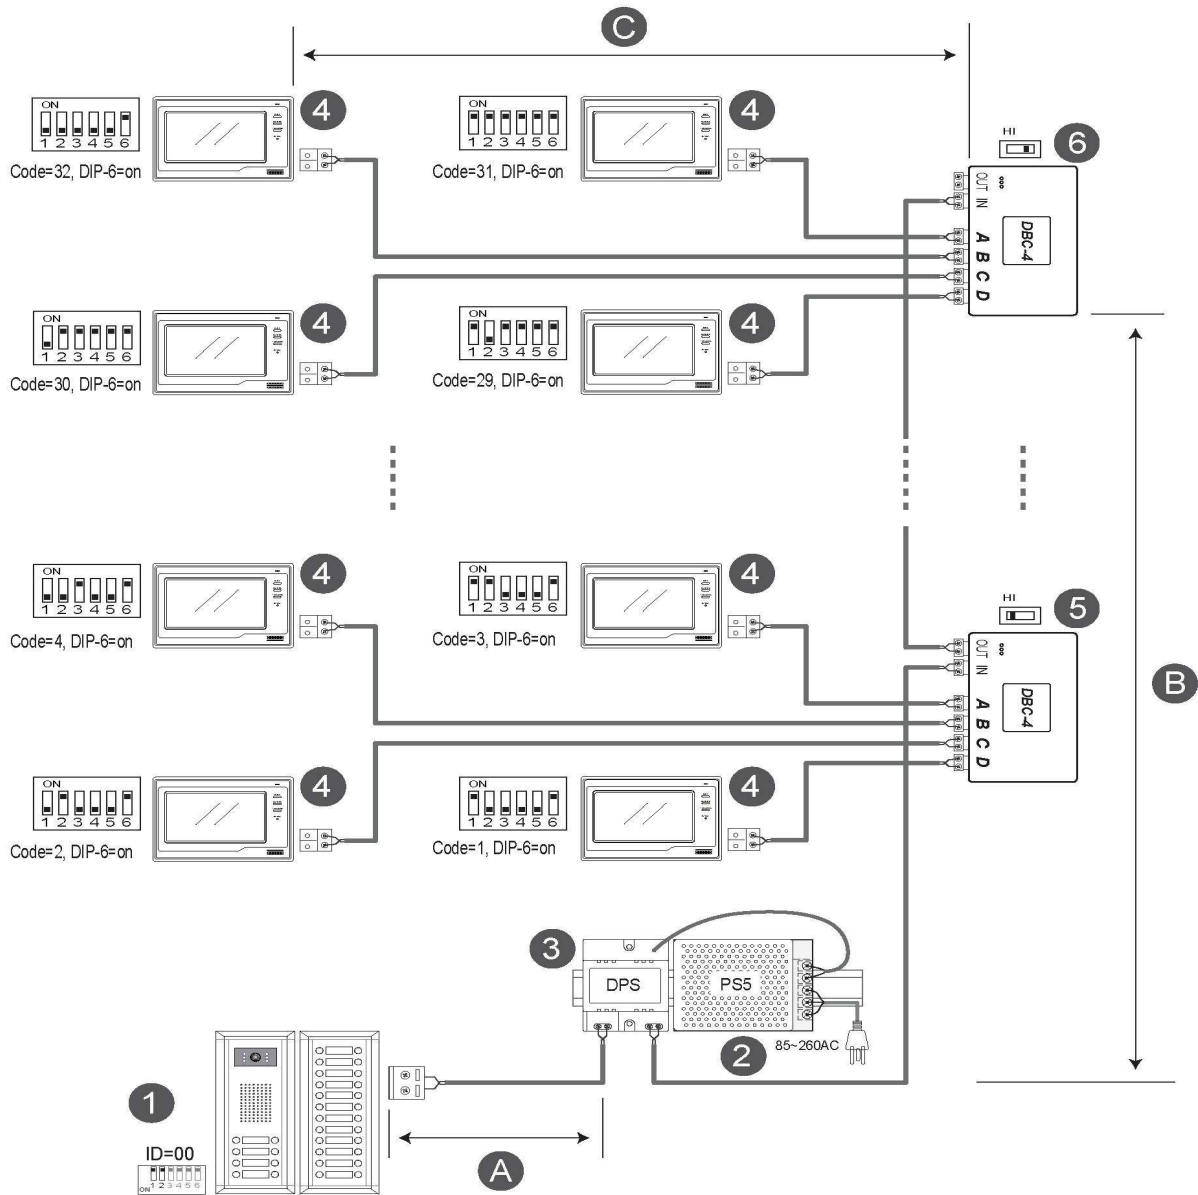 C
ON
1 2 3 4 5 6
Code=32, DIP-6=on
4
ON
1 2 3 4 5 6
Code=31, DIP-6=on
4
HI
6
OUT IN
A B C D
DBC-4
ON
1 2 3 4 5 6
Code=30, DIP-6=on
4
ON
1 2 3 4 5 6
Code=29, DIP-6=on
4
ON
1 2 3 4 5 6
Code=4, DIP-6=on
4
ON
1 2 3 4 5 6
Code=3, DIP-6=on
4
HI
5
OUT IN
A B C D
DBC-4
B
ON
1 2 3 4 5 6
Code=2, DIP-6=on
4
ON
1 2 3 4 5 6
Code=1, DIP-6=on
4
3
DPS
PS5
2
85~260AC
1
ID=00
ON
1 2 3 4 5 6
A